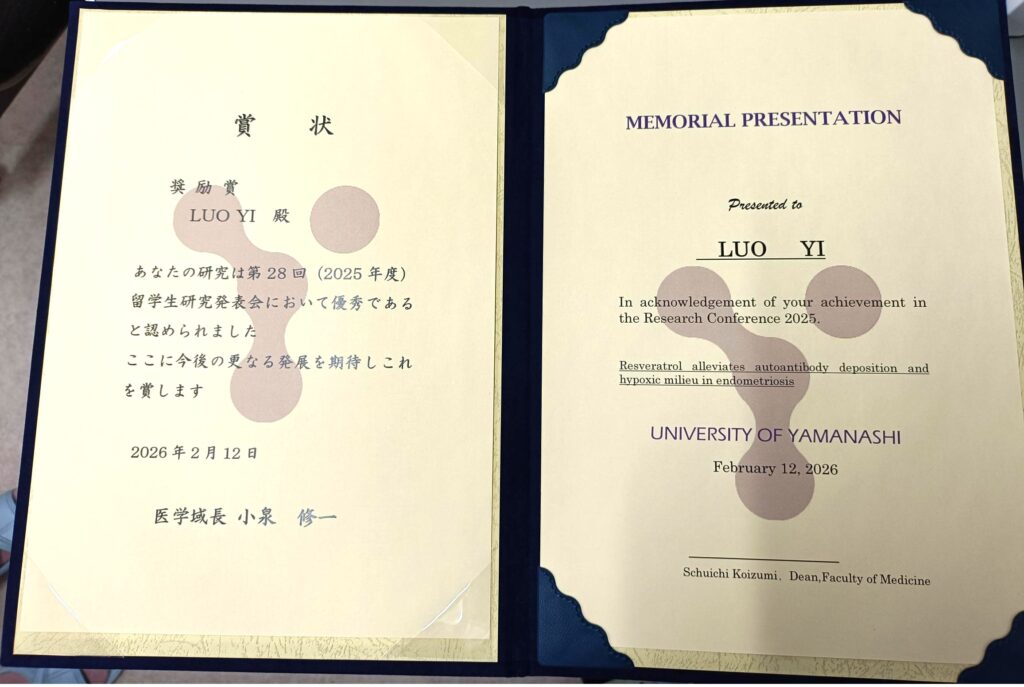 賞 状
奨励賞
LUO YI 殿
あなたの研究は第28回（2025年度）
留学生研究発表会において優秀である
と認められました
ここに今後の更なる発展を期待しこれ
を賞します
2026年2月12日
医学域長 小泉 修一
MEMORIAL PRESENTATION
Presented to
LUO YI
In acknowledgement of your achievement in
the Research Conference 2025.
Resveratrol alleviates autoantibody deposition and
hypoxic milieu in endometriosis
UNIVERSITY OF YAMANASHI
February 12, 2026
Schuichi Koizumi, Dean,Faculty of Medicine